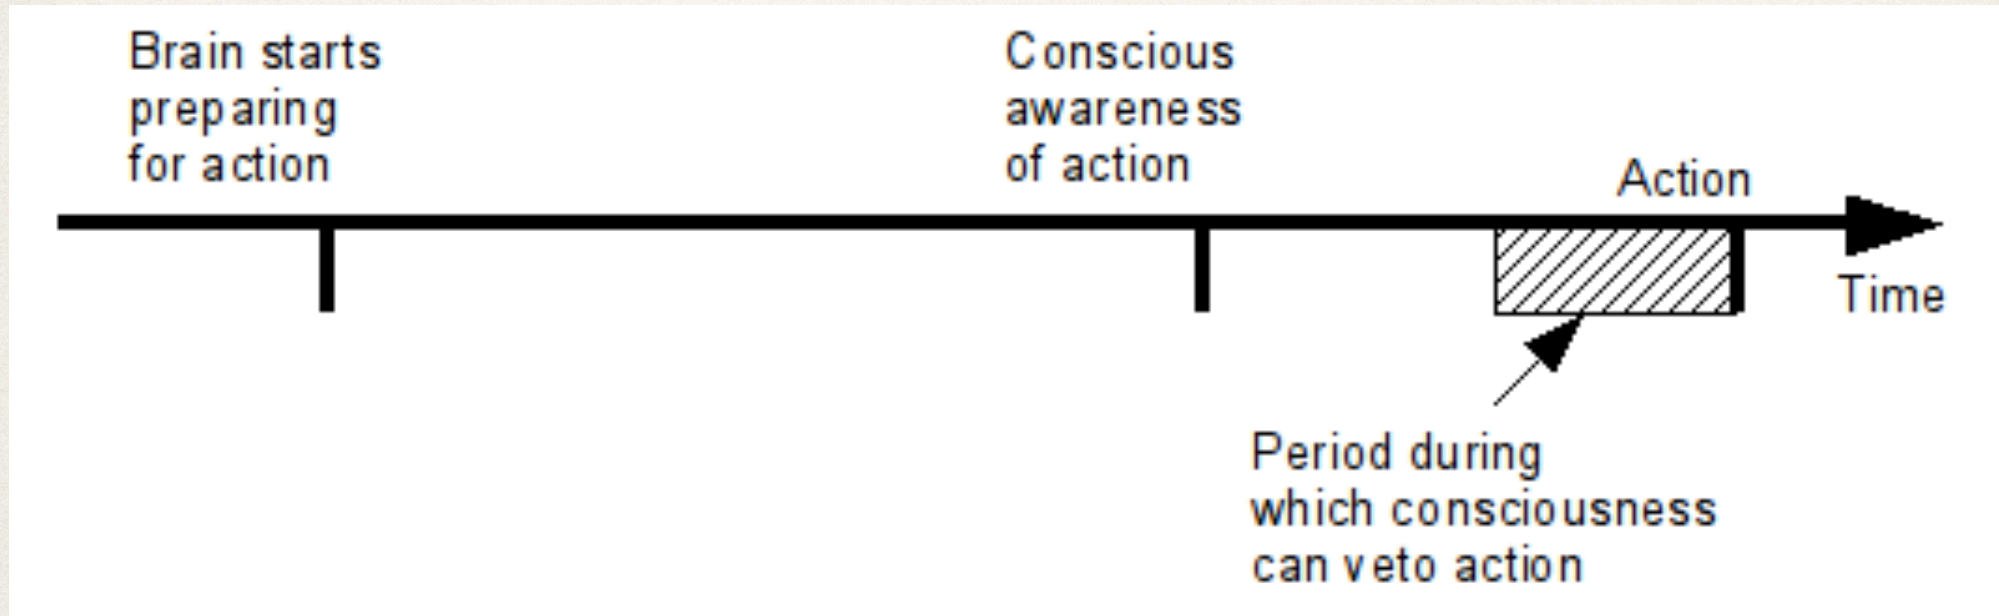 Brain starts
preparing
for action
Conscious
awareness
of action
Action
Time
Period during
which consciousness
can veto action